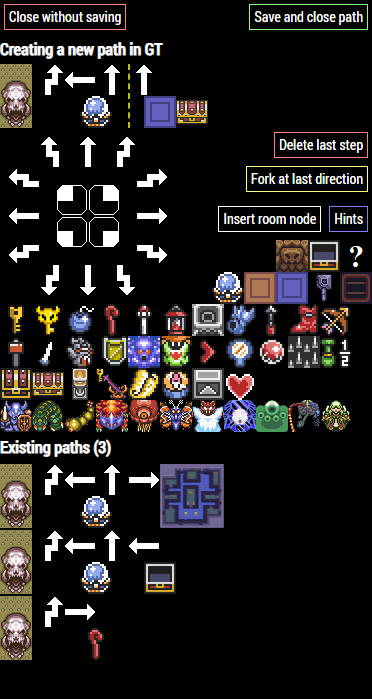 Close without saving
Save and close path
Creating a new path in GT
Delete last step
Fork at last direction
Insert room node
Hints
?
1/2
Existing paths (3)